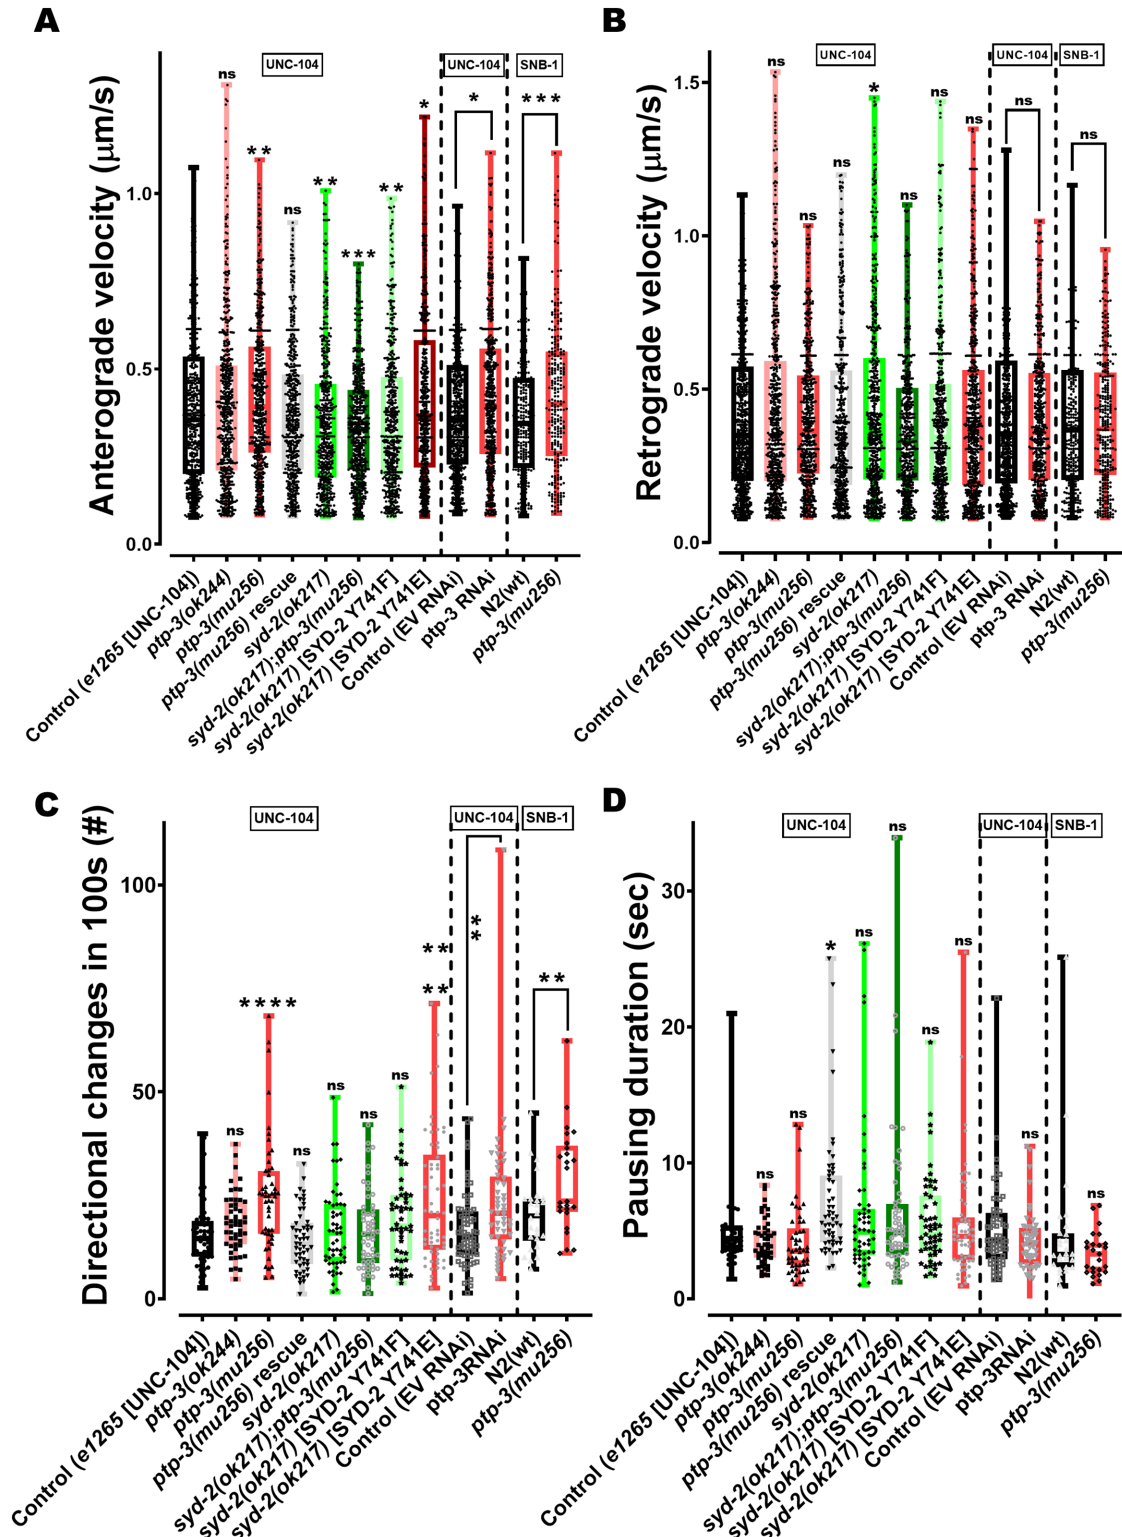 A
UNC-104
UNC-104
SNB-1
Anterograde velocity (μm/s)
1.0
0.5
0.0
ns
**
ns
**
***
**
*
*
***
Control (e1265 [UNC-104])
ptp-3(ok244)
ptp-3(mu256)
ptp-3(mu256) rescue
syd-2(ok217)
syd-2(ok217);ptp-3(mu256)
syd-2(ok217) [SYD-2 Y741F]
syd-2(ok217) [SYD-2 Y741E]
Control (EV RNAi)
ptp-3 RNAi
N2(wt)
ptp-3(mu256)
B
UNC-104
UNC-104
SNB-1
Retrograde velocity (μm/s)
1.5
1.0
0.5
0.0
ns
ns
ns
*
ns
ns
ns
ns
ns
Control (e1265 [UNC-104])
ptp-3(ok244)
ptp-3(mu256)
ptp-3(mu256) rescue
syd-2(ok217)
syd-2(ok217);ptp-3(mu256)
syd-2(ok217) [SYD-2 Y741F]
syd-2(ok217) [SYD-2 Y741E]
Control (EV RNAi)
ptp-3 RNAi
N2(wt)
ptp-3(mu256)
C
UNC-104
UNC-104
SNB-1
Directional changes in 100s (#)
100
50
0
ns
****
ns
ns
ns
ns
**
**
**
**
Control (e1265 [UNC-104])
ptp-3(ok244)
ptp-3(mu256)
ptp-3(mu256) rescue
syd-2(ok217)
syd-2(ok217);ptp-3(mu256)
syd-2(ok217) [SYD-2 Y741F]
syd-2(ok217) [SYD-2 Y741E]
Control (EV RNAi)
ptp-3RNAi
N2(wt)
ptp-3(mu256)
D
UNC-104
UNC-104
SNB-1
Pausing duration (sec)
30
20
10
0
ns
ns
*
ns
ns
ns
ns
ns
ns
Control (e1265 [UNC-104])
ptp-3(ok244)
ptp-3(mu256)
ptp-3(mu256) rescue
syd-2(ok217)
syd-2(ok217);ptp-3(mu256)
syd-2(ok217) [SYD-2 Y741F]
syd-2(ok217) [SYD-2 Y741E]
Control (EV RNAi)
ptp-3RNAi
N2(wt)
ptp-3(mu256)